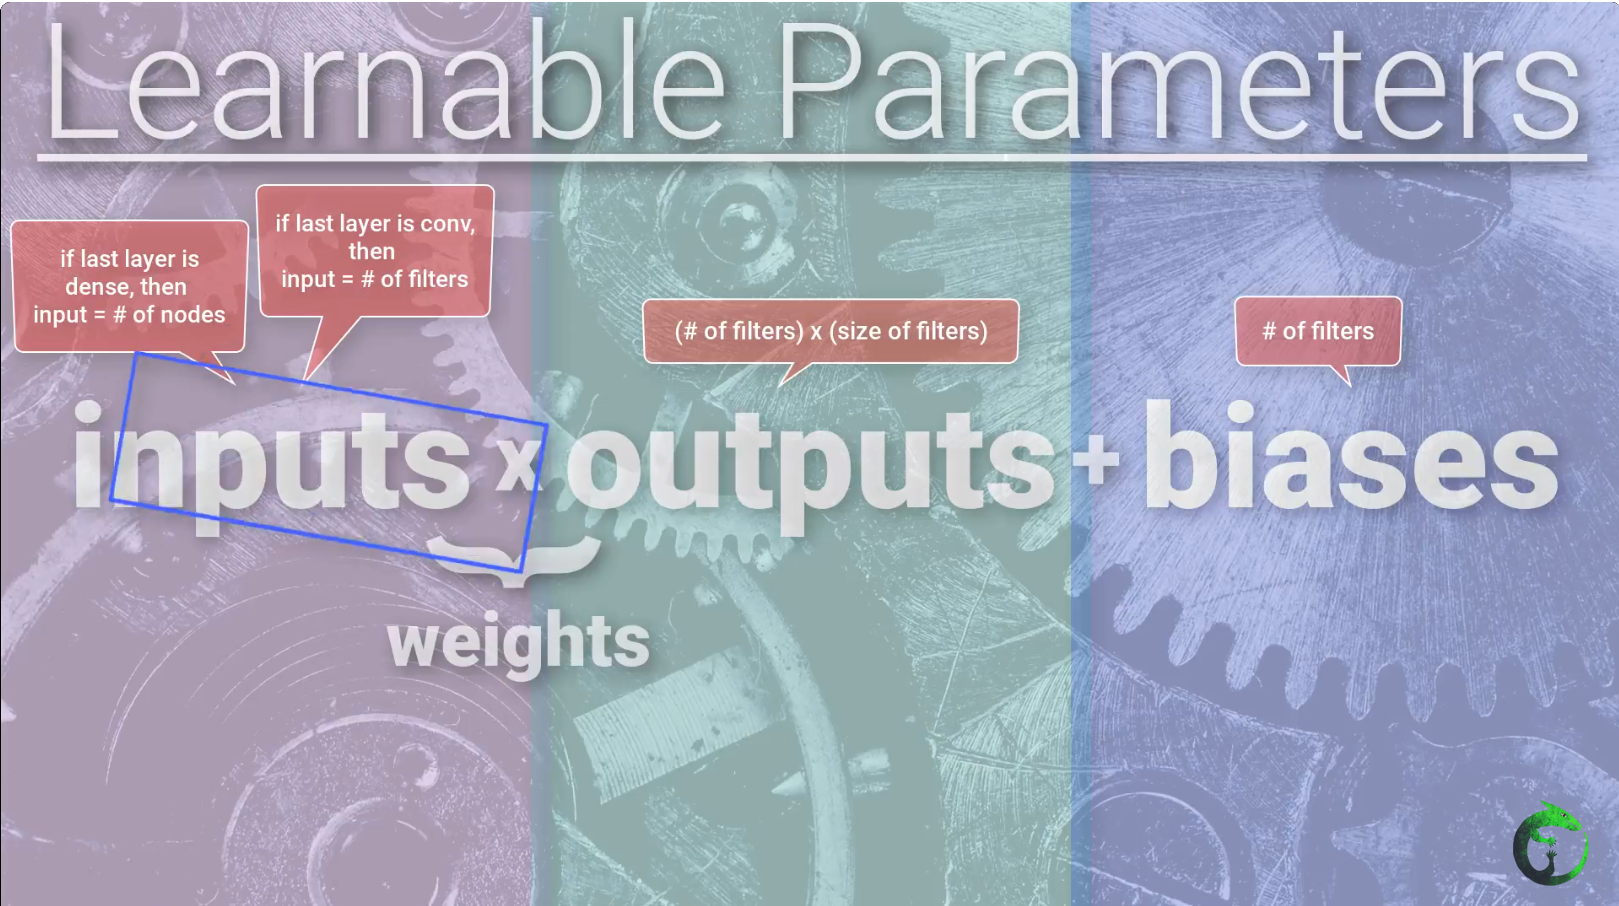 Learnable Parameters
if last layer is
dense, then
input = # of nodes
if last layer is conv,
then
input = # of filters
(# of filters) x (size of filters)
# of filters
inputs x outputs + biases
weights